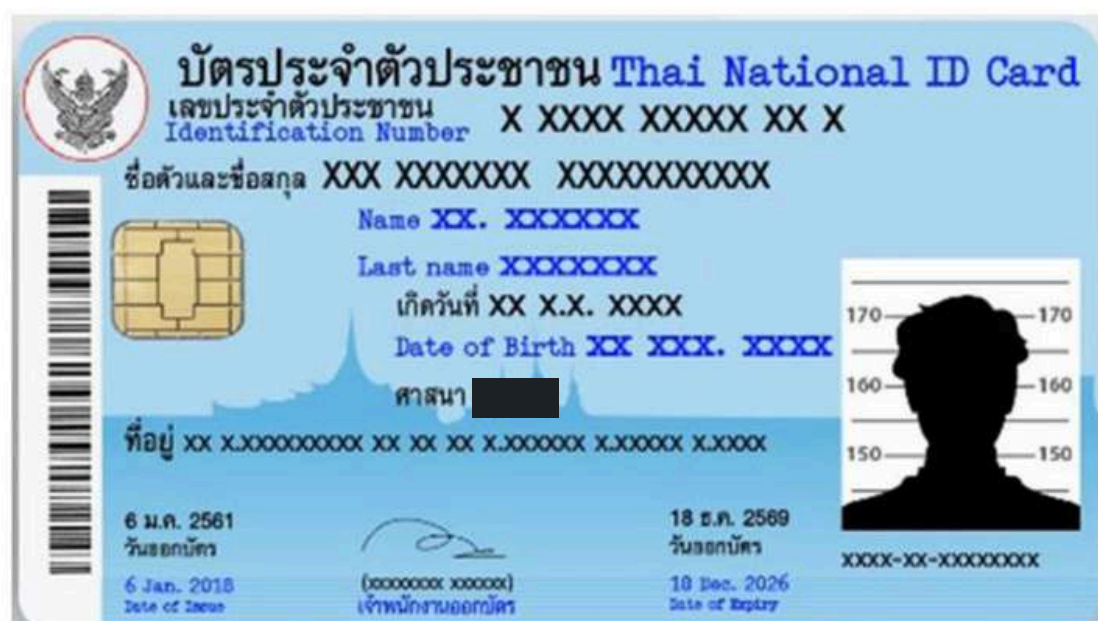 บัตรประจำตัวประชาชน Thai National ID Card
เลขประจำตัวประชาชน
Identification Number X XXXX XXXXX XX X
ชื่อตัวและชื่อสกุล XXX XXXXXXX XXXXXXXXXXX
Name XX. XXXXXXX
Last name XXXXXXXX
เกิดวันที่ XX X.X. XXXX
Date of Birth XX XXX. XXXX
ศาสนา
ที่อยู่ XX X.XXXXXXXXX XX XX XX X.XXXXXX X.XXXXX X.XXXX
170 170
160 160
150 150
6 ม.ค. 2561
วันออกบัตร
6 Jan. 2018
Date of Issue
(xxxxxxxx xxxxxx)
เจ้าพนักงานออกบัตร
18 ธ.ค. 2569
วันออกบัตร
18 Dec. 2026
Date of Expiry
XXXX-XX-XXXXXXXX